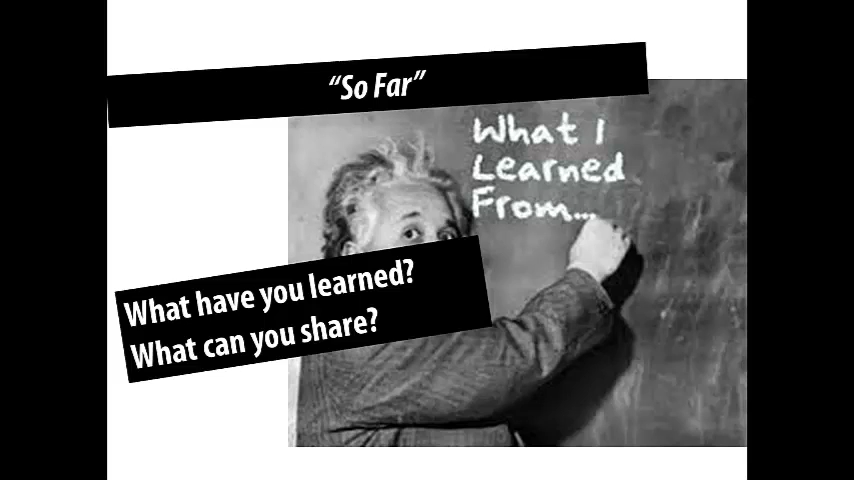 “So Far”
What I
Learned
From...
What have you learned?
What can you share?